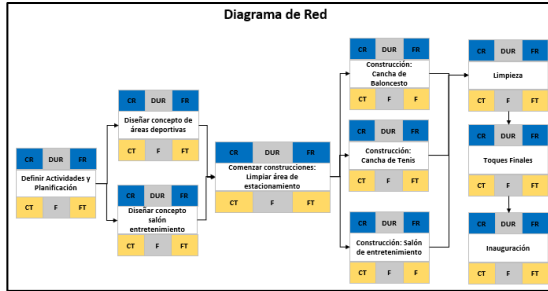 Diagrama de Red
CR DUR FR
Definir Actividades y
Planificación
CT F FT
CR DUR FR
Diseñar concepto de
áreas deportivas
CT F FT
CR DUR FR
Diseñar concepto
salón
entretenimiento
CT F FT
CR DUR FR
Comenzar construcciones:
Limpiar área de
estacionamiento
CT F FT
CR DUR FR
Construcción:
Cancha de
Baloncesto
CT F F
CR DUR FR
Construcción:
Cancha de Tenis
CT F F
CR DUR FR
Construcción: Salón
de entretenimiento
CT F F
CR DUR FR
Limpieza
CT F FT
CR DUR FR
Toques Finales
CT F FT
CR DUR FR
Inauguración
CT F FT